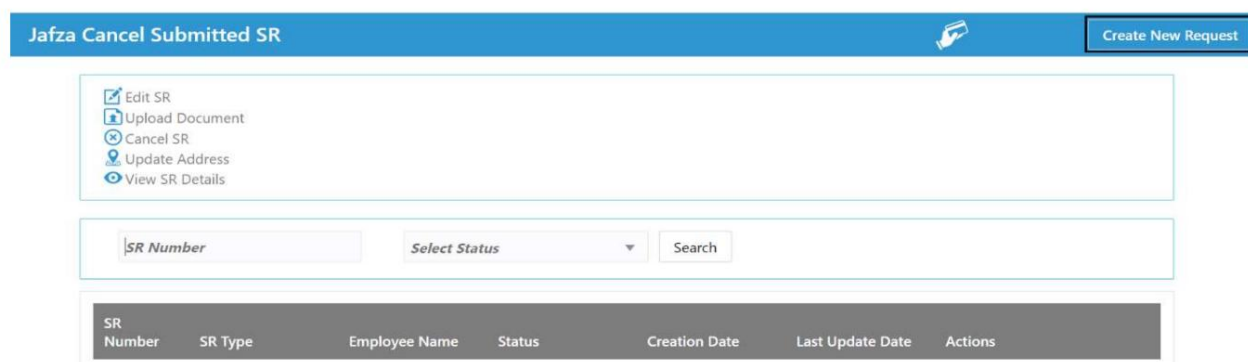 Jafza Cancel Submitted SR
Create New Request
Edit SR
Upload Document
Cancel SR
Update Address
View SR Details
SR Number
Select Status
Search
SR
Number SR Type Employee Name Status Creation Date Last Update Date Actions